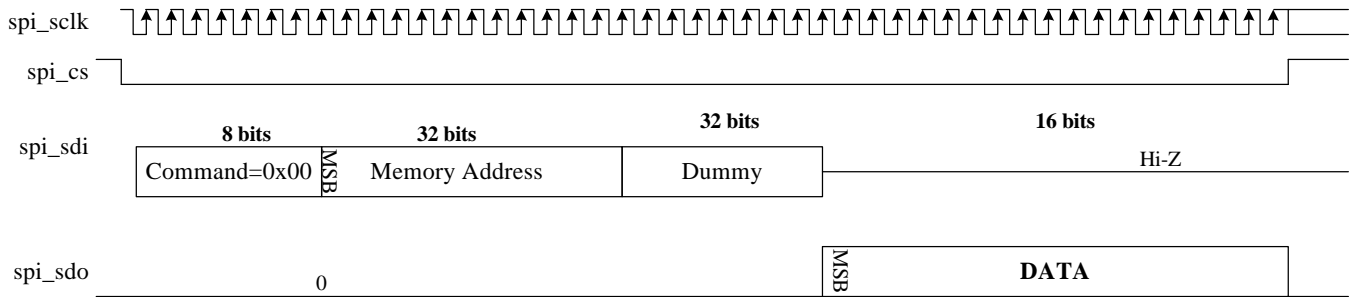 spi_sclk
spi_cs
8 bits 32 bits 32 bits 16 bits
spi_sdi
Command=0x00 MSB Memory Address Dummy Hi-Z
spi_sdo 0 MSB DATA